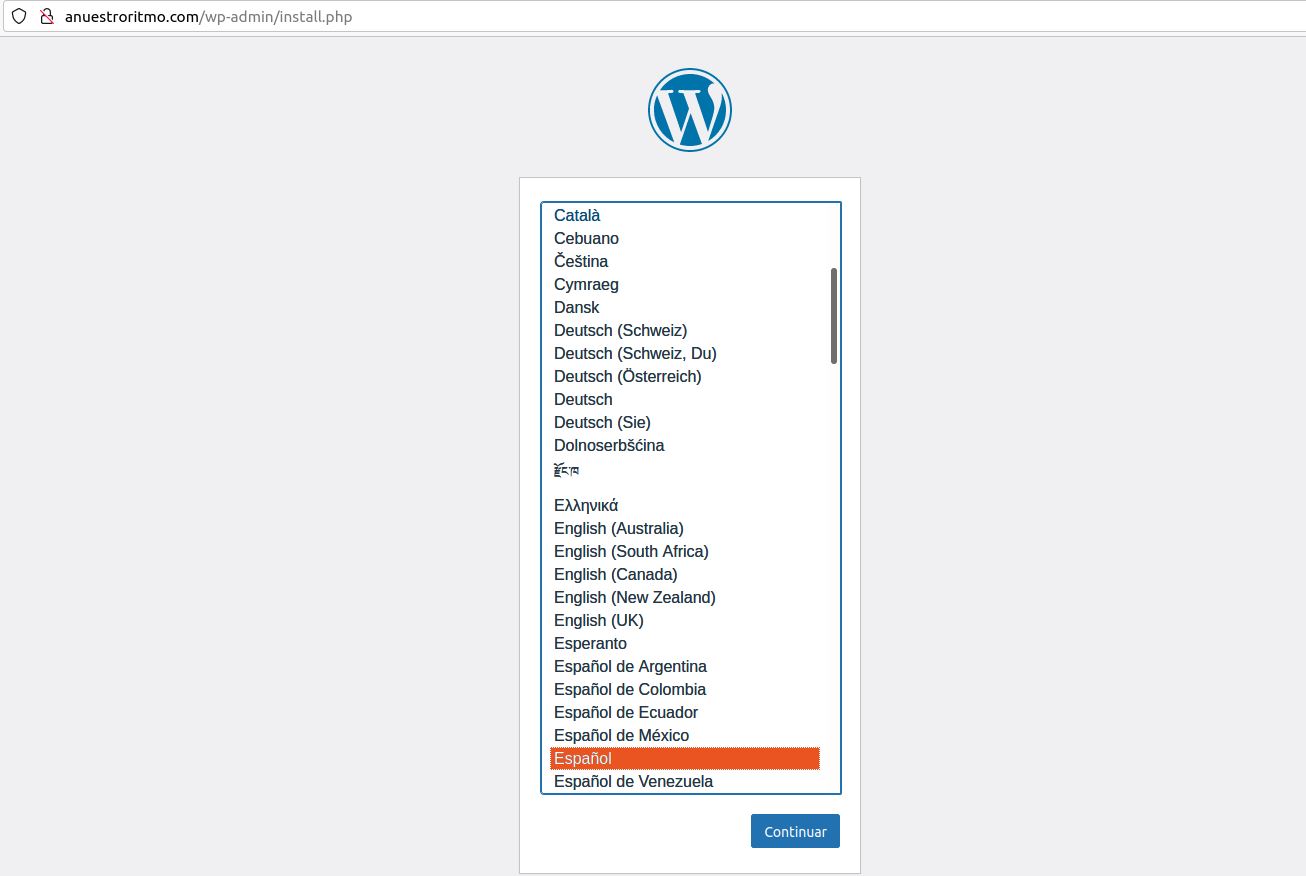 anuestroritmo.com/wp-admin/install.php
Català
Cebuano
Čeština
Cymraeg
Dansk
Deutsch (Schweiz)
Deutsch (Schweiz, Du)
Deutsch (Österreich)
Deutsch
Deutsch (Sie)
Dolnoserbšćina
རྫོང་ཁ
Ελληνικά
English (Australia)
English (South Africa)
English (Canada)
English (New Zealand)
English (UK)
Esperanto
Español de Argentina
Español de Colombia
Español de Ecuador
Español de México
Español
Español de Venezuela
Continuar